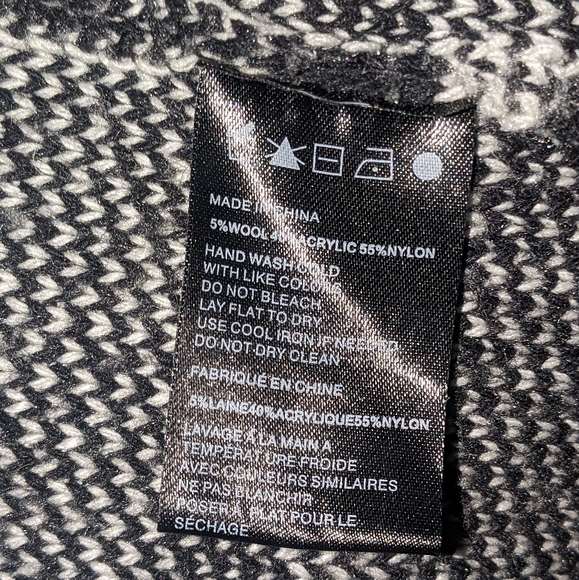 MADE IN CHINA
5%WOOL40%ACRYLIC 55%NYLON
HAND WASH COLD
WITH LIKE COLORS
DO NOT BLEACH
LAY FLAT TO DRY
USE COOL IRON IF NEEDED
DO NOT DRY CLEAN
FABRIQUÉ EN CHINE
5%LAINE40%ACRYLIQUE55%NYLON
LAVAGE À LA MAIN A
TEMPÉRATURE FROIDE
AVEC COULEURS SIMILAIRES
NE PAS BLANCHIR
POSER À PLAT POUR LE
SÉCHAGE